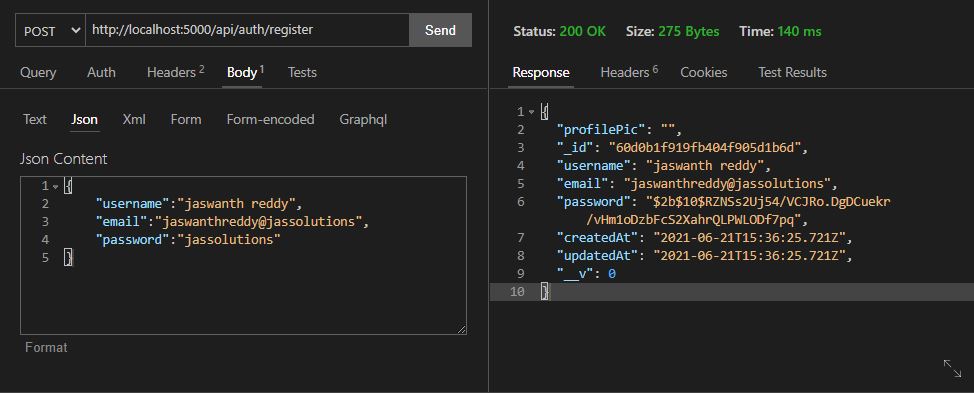 POST http://localhost:5000/api/auth/register Send
Query Auth Headers 2 Body 1 Tests
Text Json Xml Form Form-encoded Graphql
Json Content
1 {
2 "username":"jaswanth reddy",
3 "email":"jaswanthreddy@jassolutions",
4 "password":"jassolutions"
5 }
Format
Status: 200 OK Size: 275 Bytes Time: 140 ms
Response Headers 6 Cookies Test Results
1 {
2 "profilePic": "",
3 "_id": "60d0b1f919fb404f905d1b6d",
4 "username": "jaswanth reddy",
5 "email": "jaswanthreddy@jassolutions",
6 "password": "$2b$10$RZNSs2Uj54/VCJRo.DgDCuekr
/vHm1oDzbFcS2XahrQLPWLODf7pq",
7 "createdAt": "2021-06-21T15:36:25.721Z",
8 "updatedAt": "2021-06-21T15:36:25.721Z",
9 "__v": 0
10 }